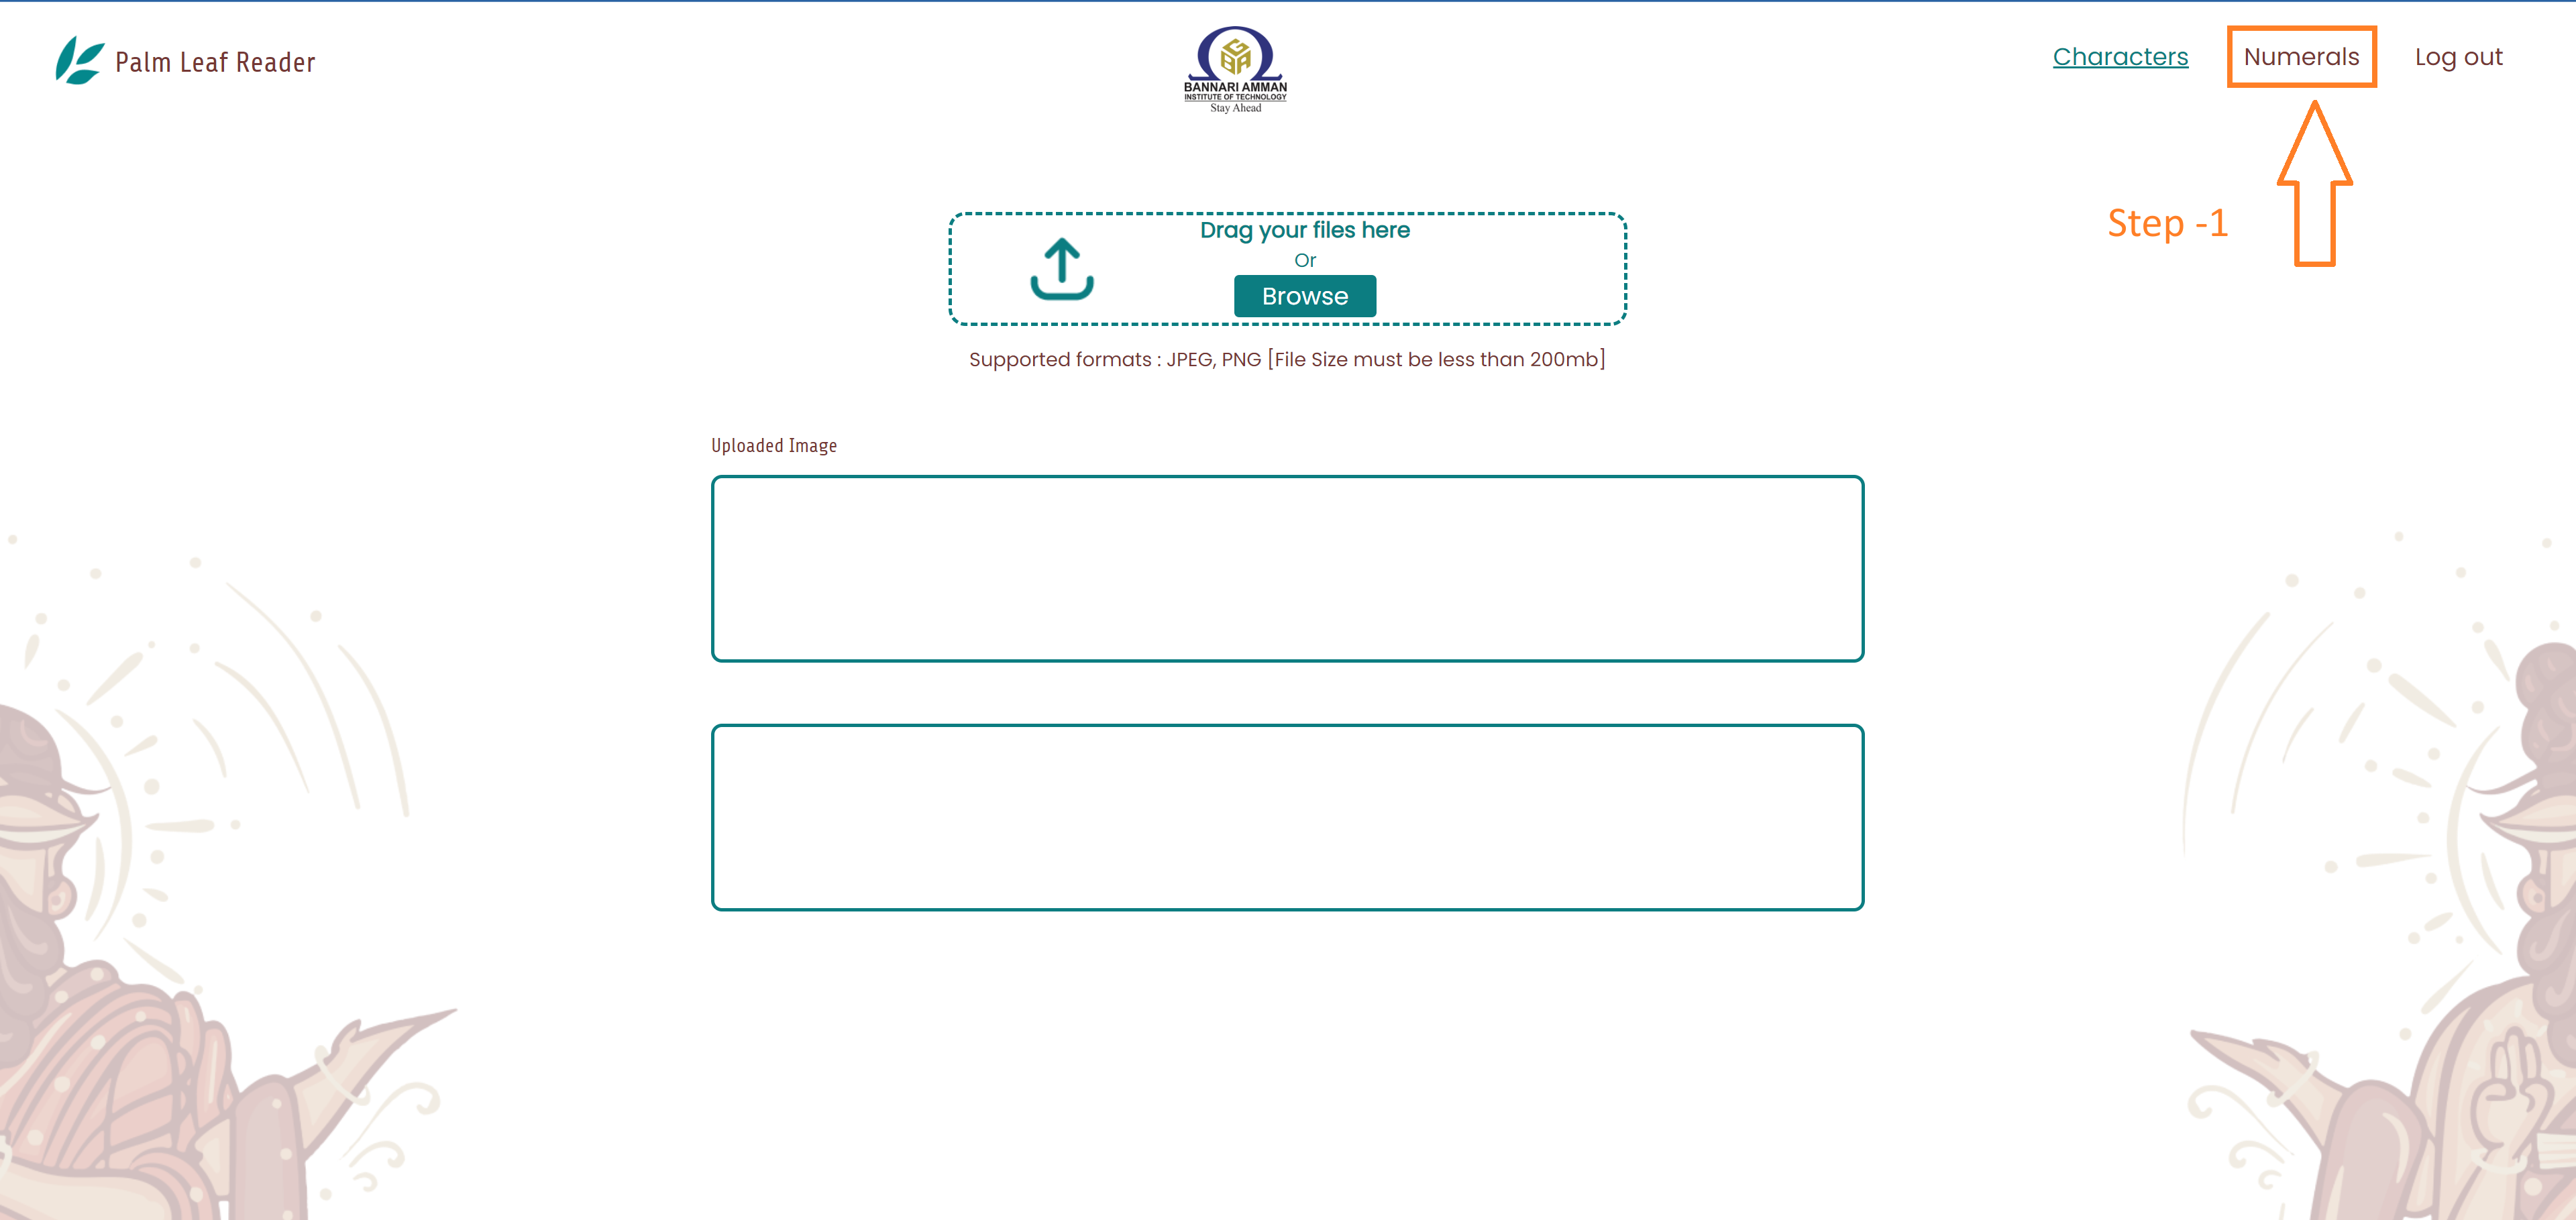 Palm Leaf Reader
BANNARI AMMAN
INSTITUTE OF TECHNOLOGY
Stay Ahead
Characters
Numerals
Log out
Step -1
Drag your files here
Or
Browse
Supported formats : JPEG, PNG [File Size must be less than 200mb]
Uploaded Image